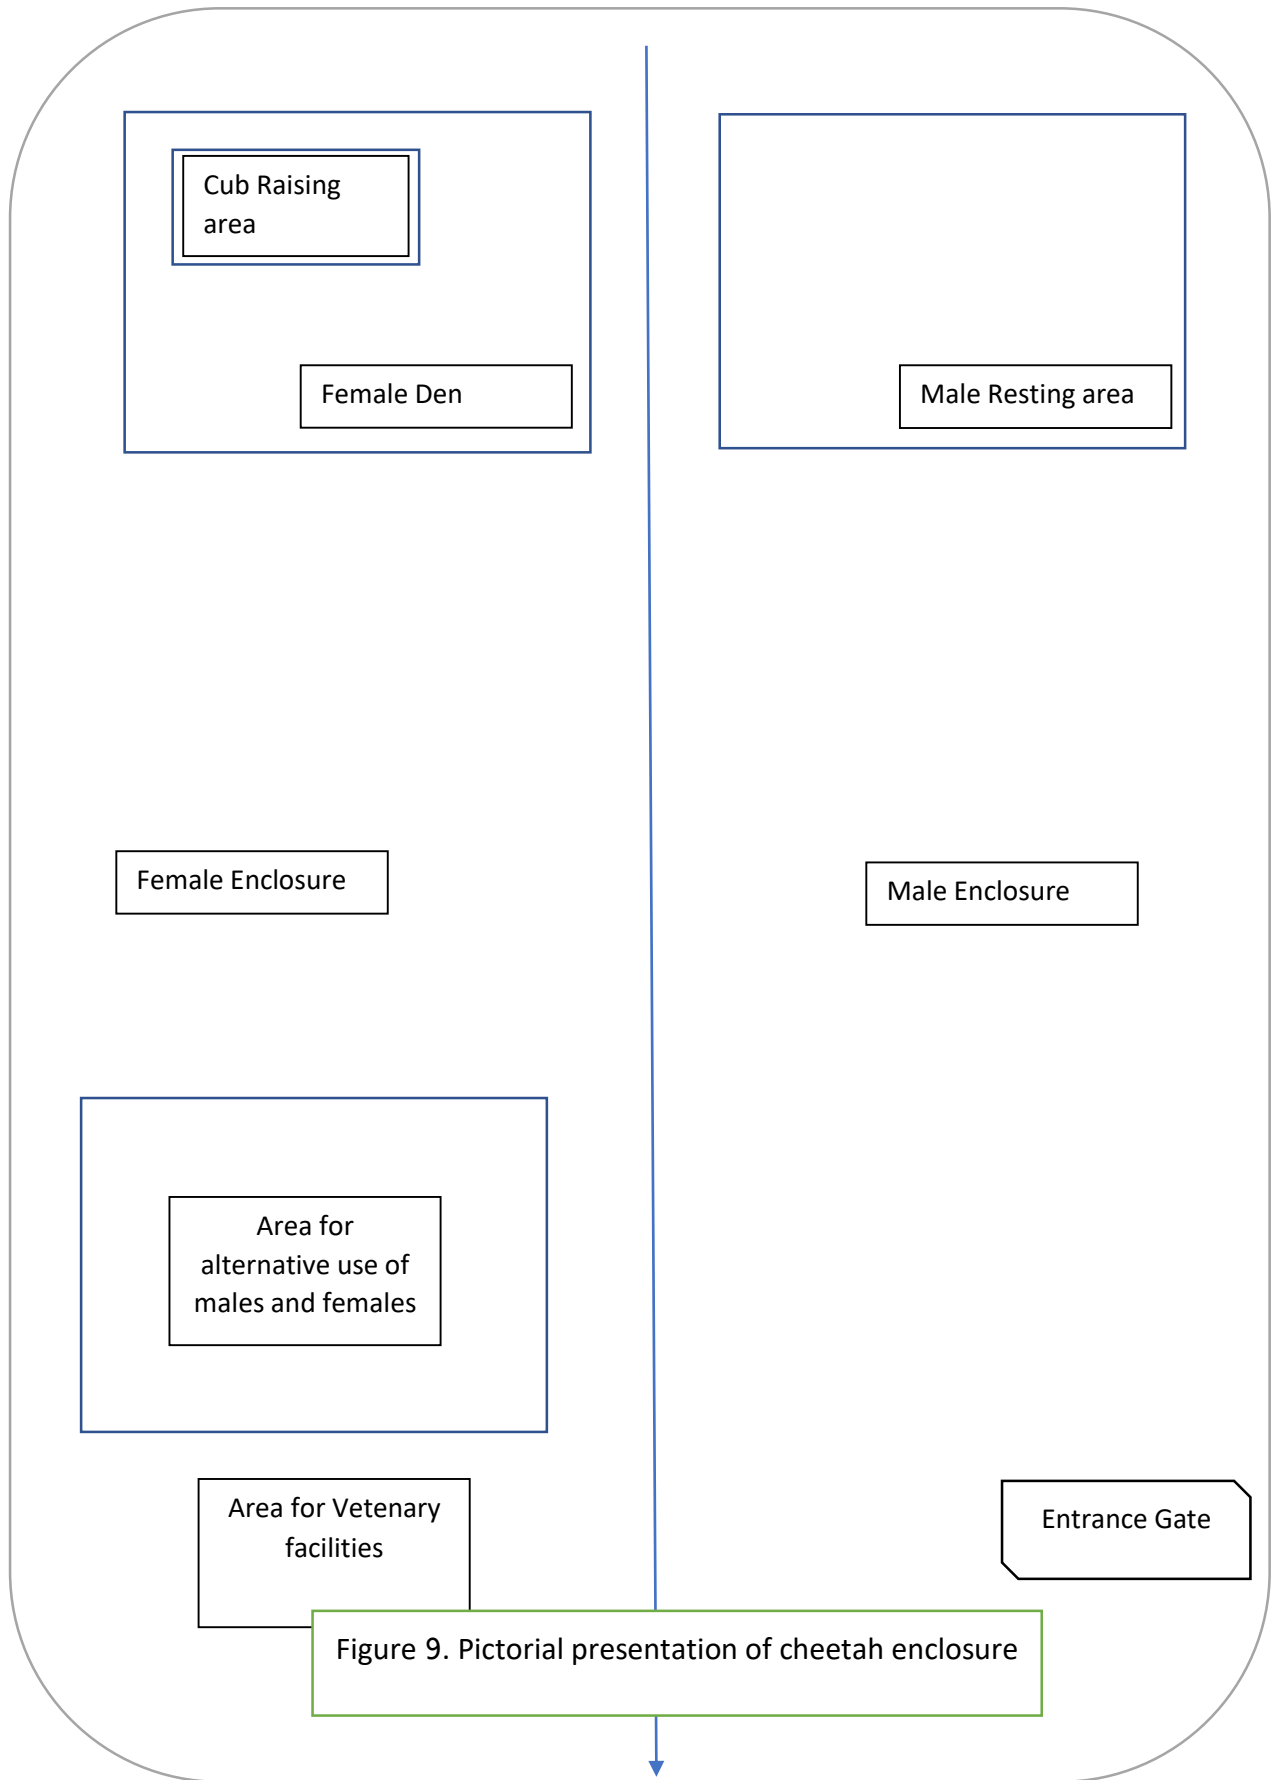 Cub Raising
area
Female Den
Male Resting area
Female Enclosure
Male Enclosure
Area for
alternative use of
males and females
Area for Vetenary
facilities
Entrance Gate
Figure 9. Pictorial presentation of cheetah enclosure